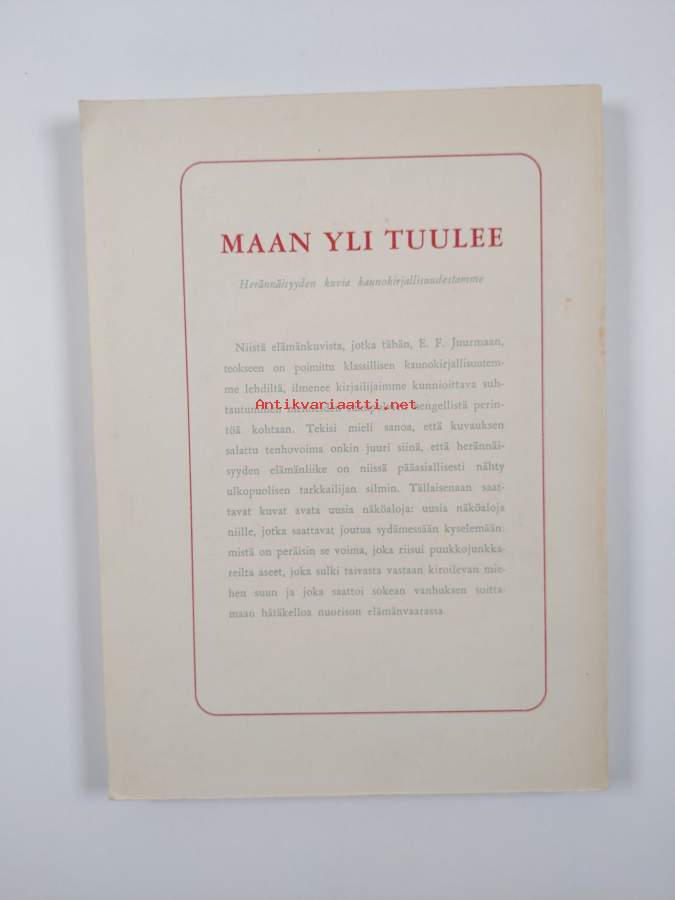 MAAN YLI TUULEE
Herännäisyyden kuvia kaunokirjallisuudestamme
Niistä elämänkuvista, jotka tähän, E. F. Juurmaan,
teokseen on poimittu klassillisen kaunokirjallisuutem-
me lehdiltä, ilmenee kirjailijaimme kunnioittava suh-
Antikvariaatti.net
tautuminen hengellistä perin-
töä kohtaan. Tekisi mieli sanoa, että kuvauksen
salattu tenhovoima onkin juuri siinä, että herännäi-
syyden elämänliike on niissä pääasiallisesti nähty
ulkopuolisen tarkkailijan silmin. Tällaisenaan saat-
tavat kuvat avata uusia näköaloja: uusia näköaloja
niille, jotka saattavat joutua sydämessään kyselemään:
mistä on peräisin se voima, joka riisui puukkojunkka-
reilta aseet, joka sulki taivasta vastaan kiroilevan mie-
hen suun ja joka saattoi sokean vanhuksen soitta-
maan hätäkelloa nuorison elämänvaarassa.